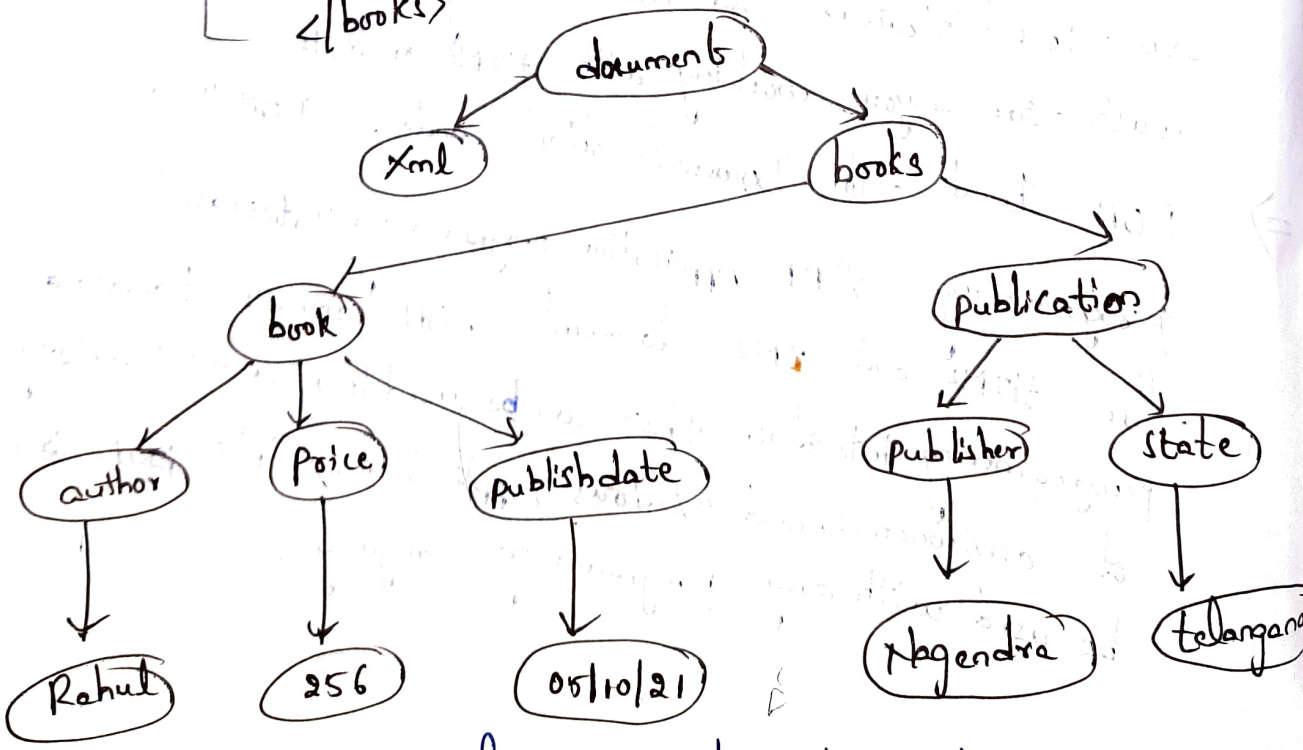 </books>
document
Xml
books
book
publication
author
price
publishdate
publisher
state
Rahul
256
05/10/21
Nagendra
telangana